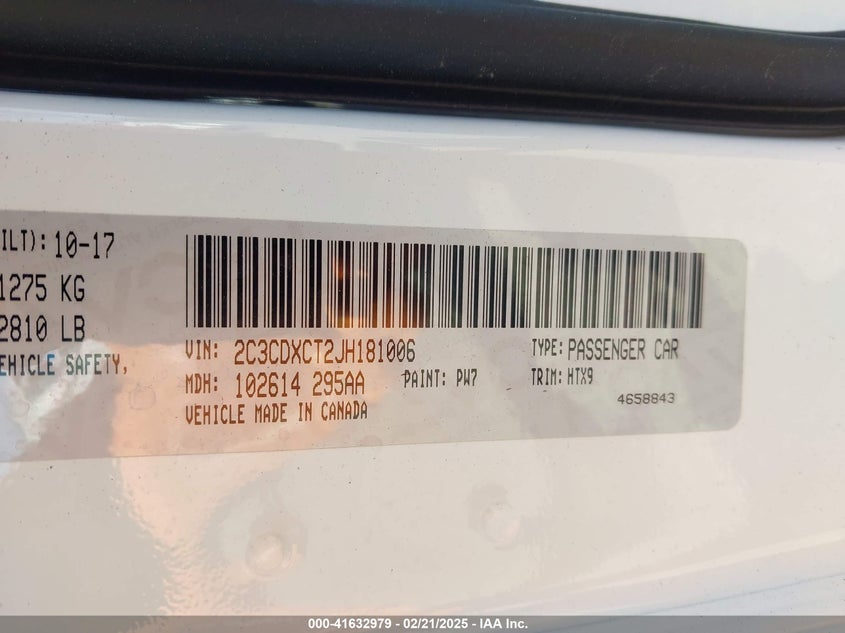 ILT): 10-17
1275 KG
2810 LB
EHICLE SAFETY,
VIN: 2C3CDXCT2JH181006 TYPE: PASSENGER CAR
MDH: 102614 295AA PAINT: PW7 TRIM: HTX9
VEHICLE MADE IN CANADA 4658843
000-41632979 - 02/21/2025 - IAA Inc.